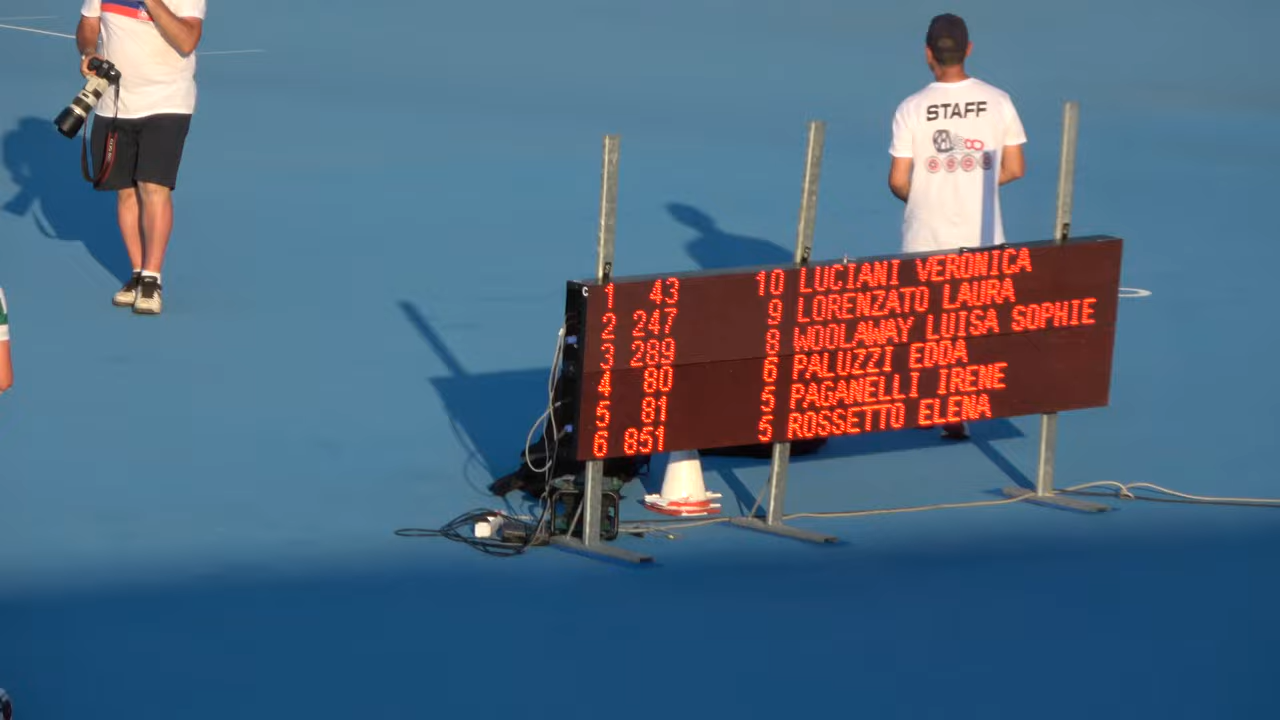 STAFF
C
1 43 10 LUCIANI VERONICA
2 247 9 LORENZATO LAURA
3 289 8 WOOLAWAY LUISA SOPHIE
4 80 6 PALUZZI EDDA
5 81 5 PAGANELLI IRENE
6 851 5 ROSSETTO ELENA